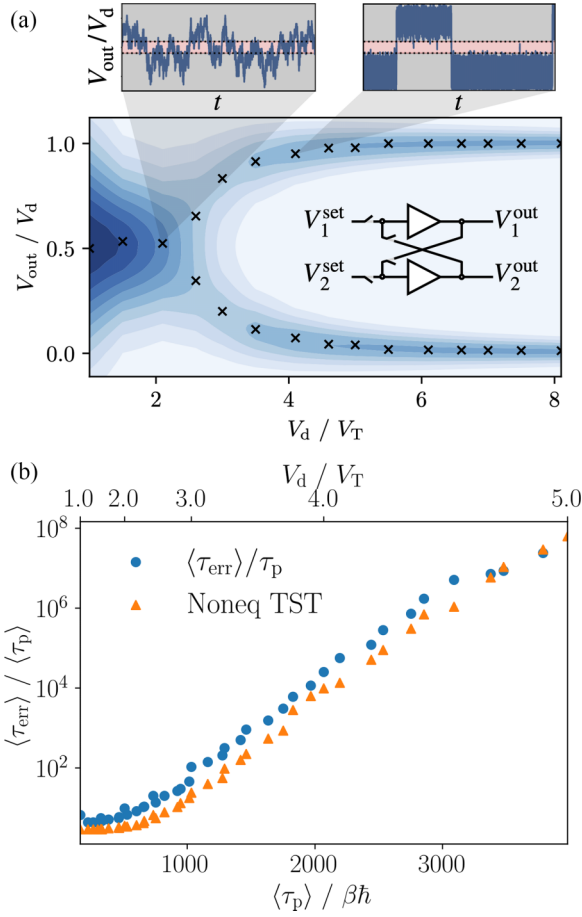 (a)
V_out / V_d
t
t
1.0
0.5
0.0
V_out / V_d
V_1^set
V_1^out
V_2^set
V_2^out
2
4
6
8
V_d / V_T
(b)
V_d / V_T
1.0 2.0 3.0 4.0 5.0
10^8
10^6
10^4
10^2
⟨τ_err⟩/τ_p
Noneq TST
⟨τ_err⟩ / ⟨τ_p⟩
1000 2000 3000
⟨τ_p⟩ / βħ